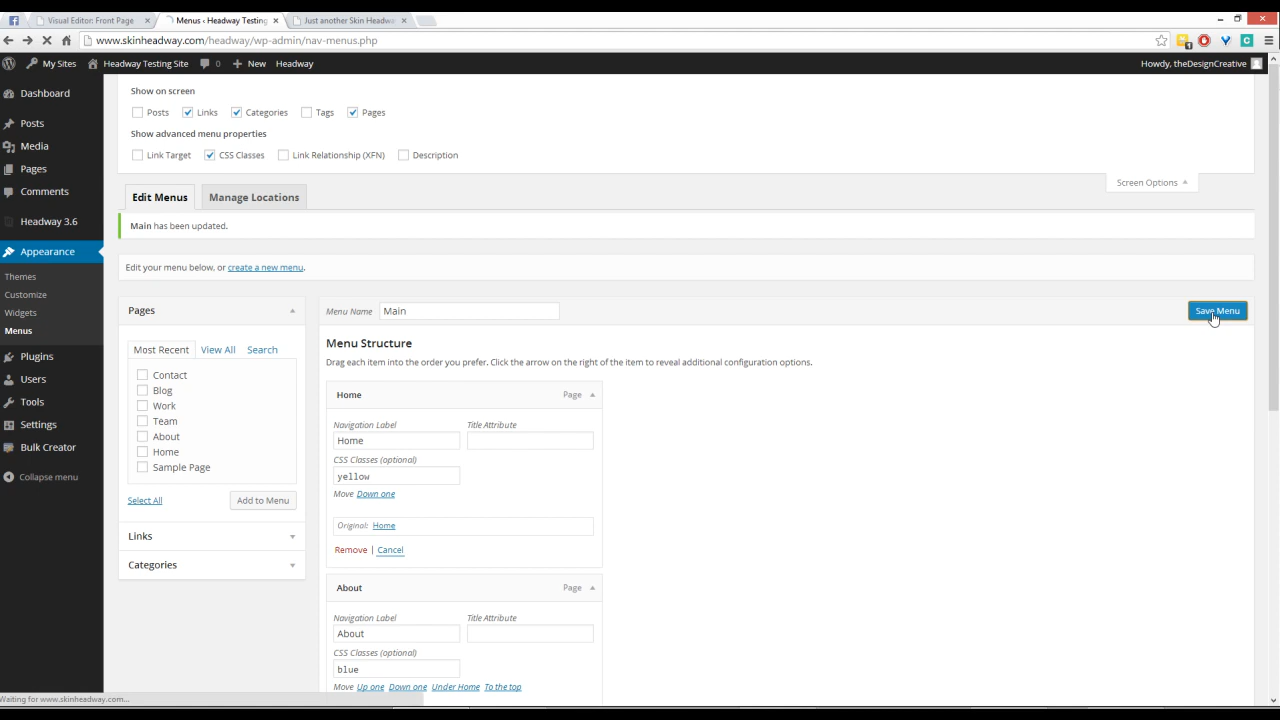 Visual Editor: Front Page
Menus ‹ Headway Testing
Just another Skin Headw
www.skinheadway.com/headway/wp-admin/nav-menus.php
My Sites Headway Testing Site 0 New Headway Howdy, theDesignCreative
Dashboard
Posts
Media
Pages
Comments
Headway 3.6
Appearance
Themes
Customize
Widgets
Menus
Plugins
Users
Tools
Settings
Bulk Creator
Collapse menu
Show on screen
Posts Links Categories Tags Pages
Show advanced menu properties
Link Target CSS Classes Link Relationship (XFN) Description
Screen Options
Edit Menus Manage Locations
Main has been updated.
Edit your menu below, or create a new menu.
Pages
Most Recent View All Search
Contact
Blog
Work
Team
About
Home
Sample Page
Select All Add to Menu
Links
Categories
Menu Name Main Save Menu
Menu Structure
Drag each item into the order you prefer. Click the arrow on the right of the item to reveal additional configuration options.
Home Page
Navigation Label Title Attribute
Home
CSS Classes (optional)
yellow
Move Down one
Original: Home
Remove | Cancel
About Page
Navigation Label Title Attribute
About
CSS Classes (optional)
blue
Move Up one Down one Under Home To the top
Waiting for www.skinheadway.com...